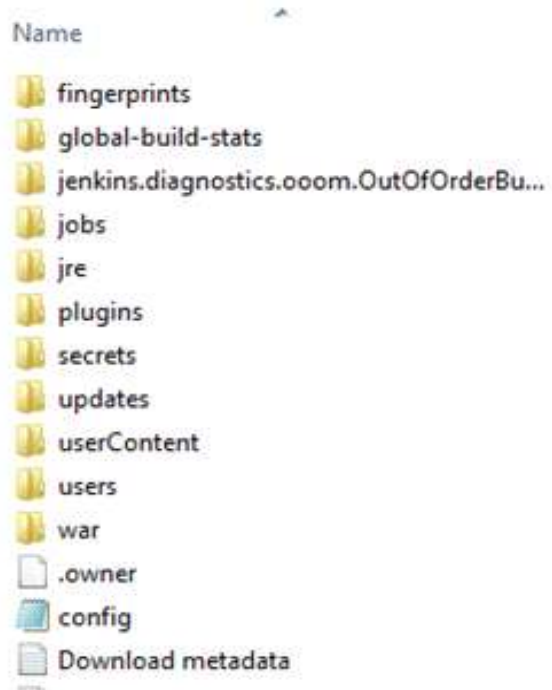 Name
fingerprints
global-build-stats
jenkins.diagnostics.ooom.OutOfOrderBu...
jobs
jre
plugins
secrets
updates
userContent
users
war
.owner
config
Download metadata